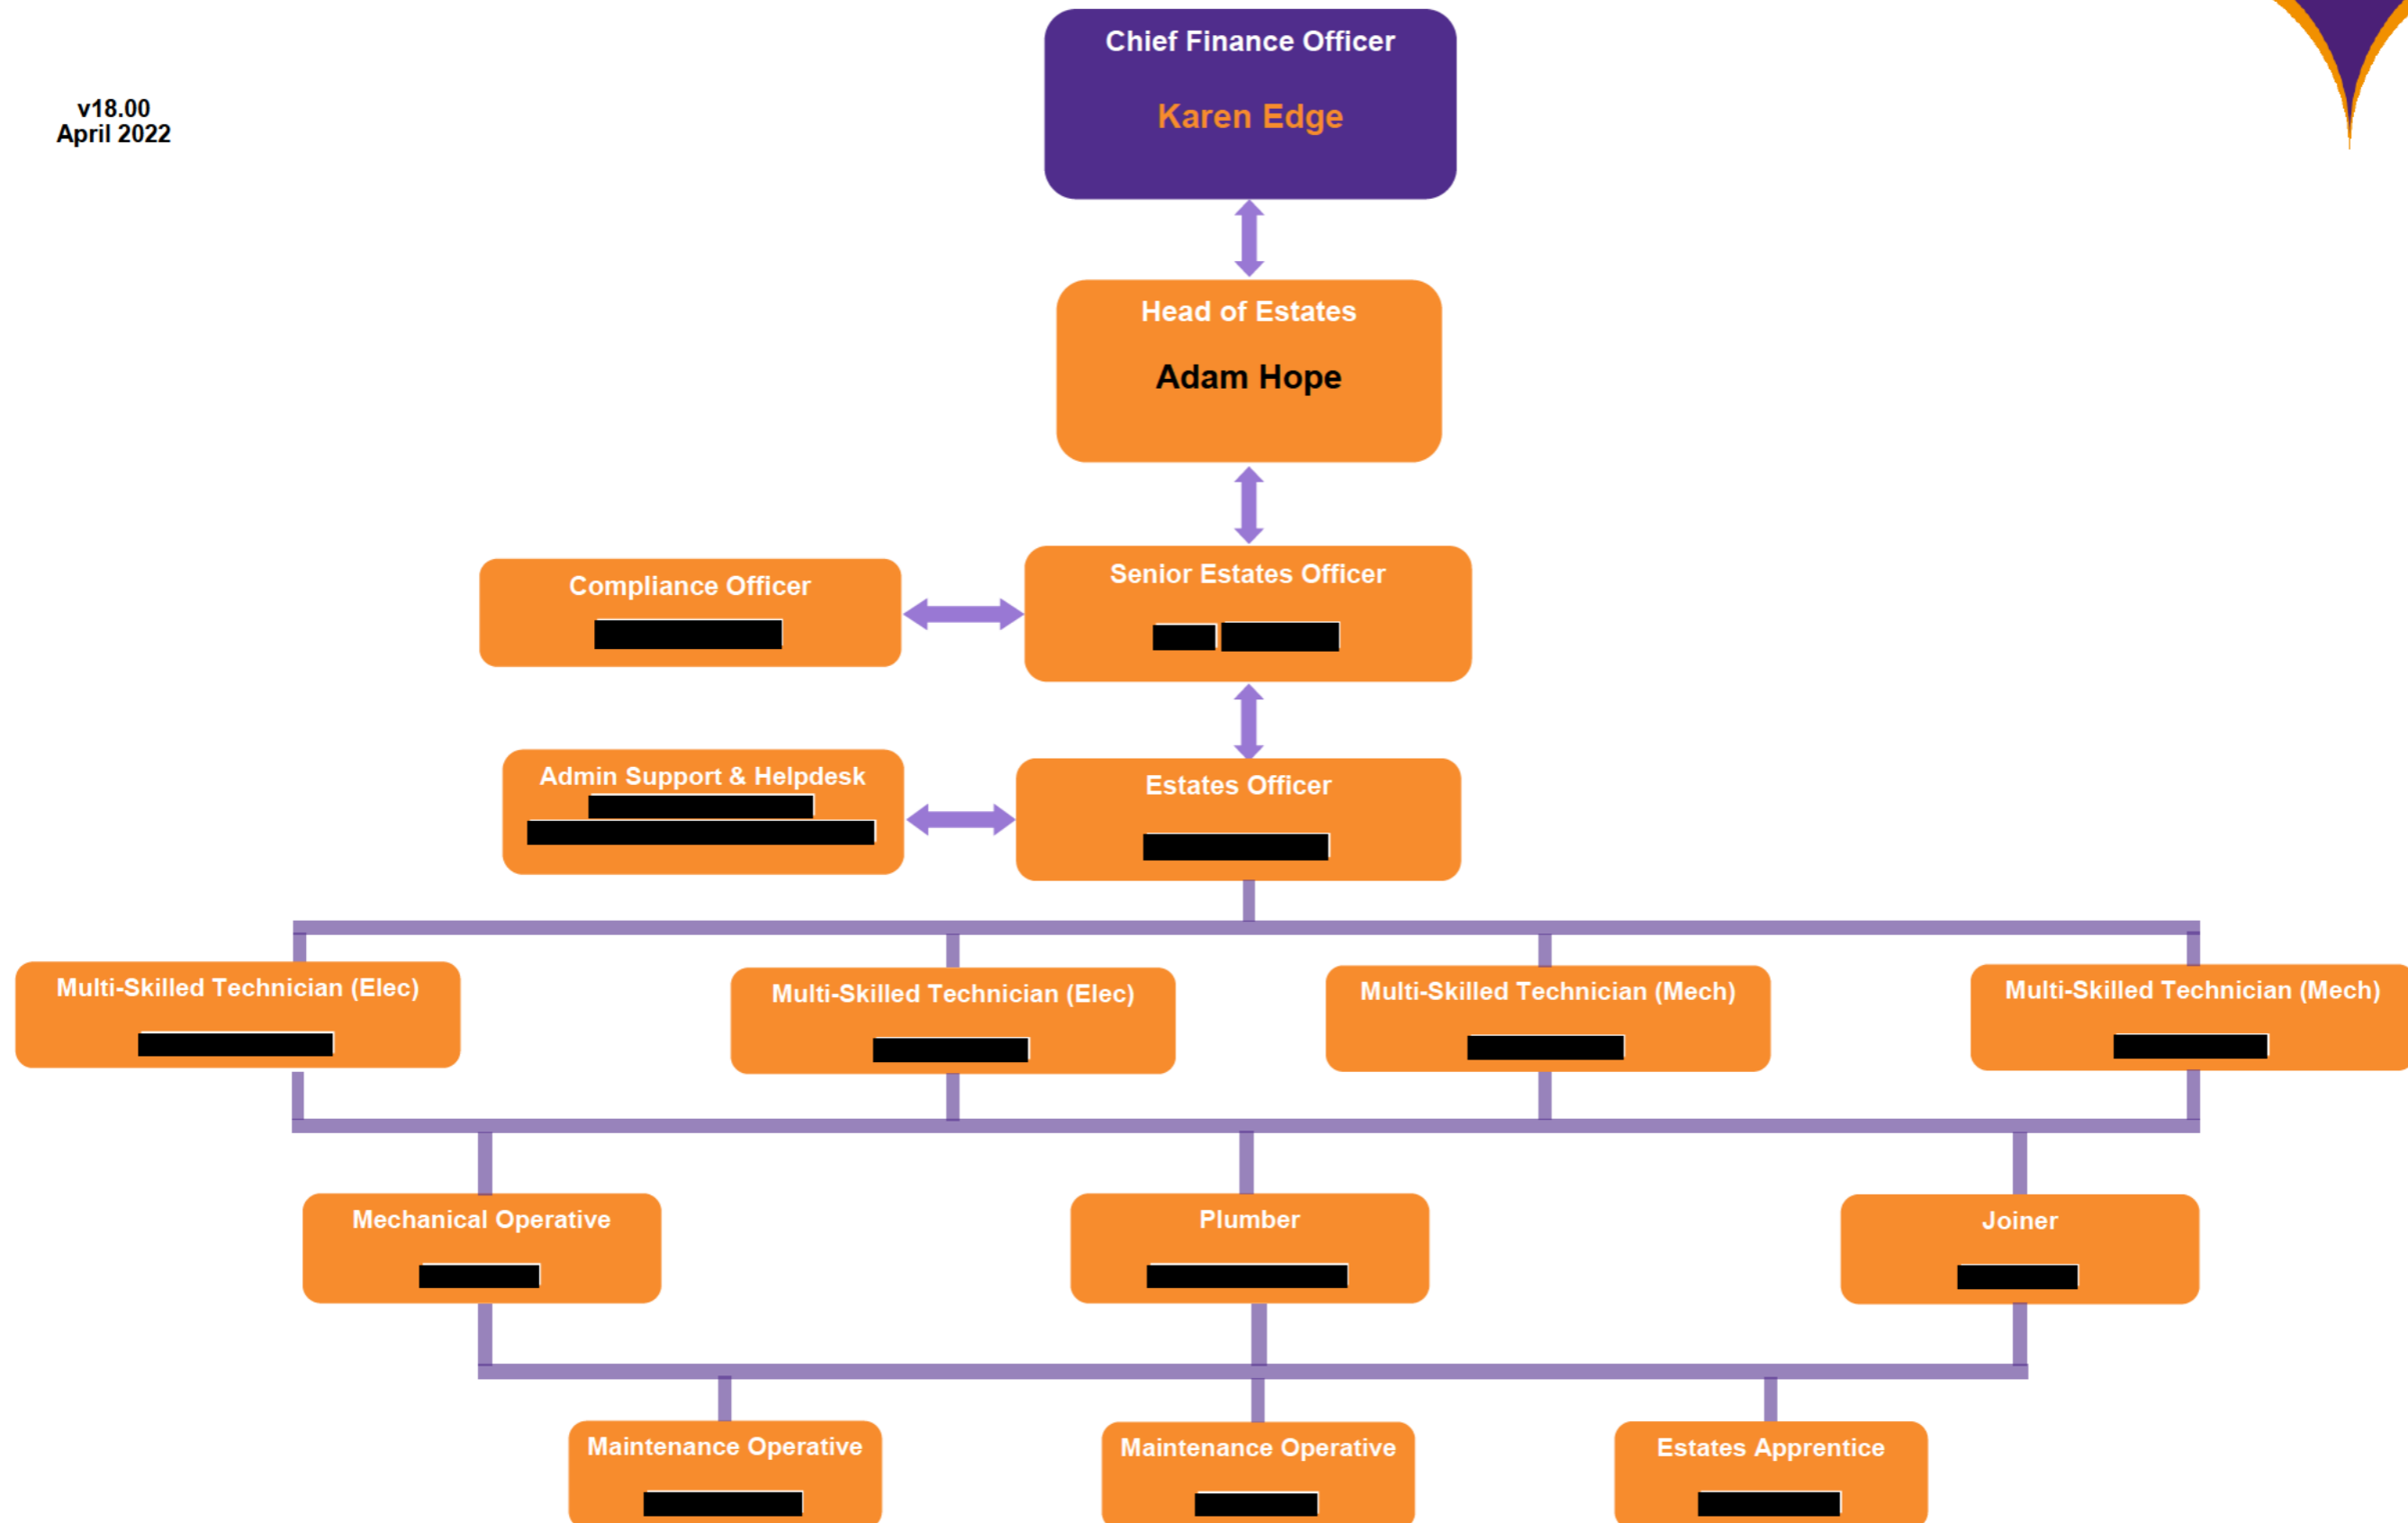 Chief Finance Officer
Karen Edge
v18.00
April 2022
Head of Estates
Adam Hope
Compliance Officer
Senior Estates Officer
Admin Support & Helpdesk
Estates Officer
Multi-Skilled Technician (Elec)
Multi-Skilled Technician (Elec)
Multi-Skilled Technician (Mech)
Multi-Skilled Technician (Mech)
Mechanical Operative
Plumber
Joiner
Maintenance Operative
Maintenance Operative
Estates Apprentice